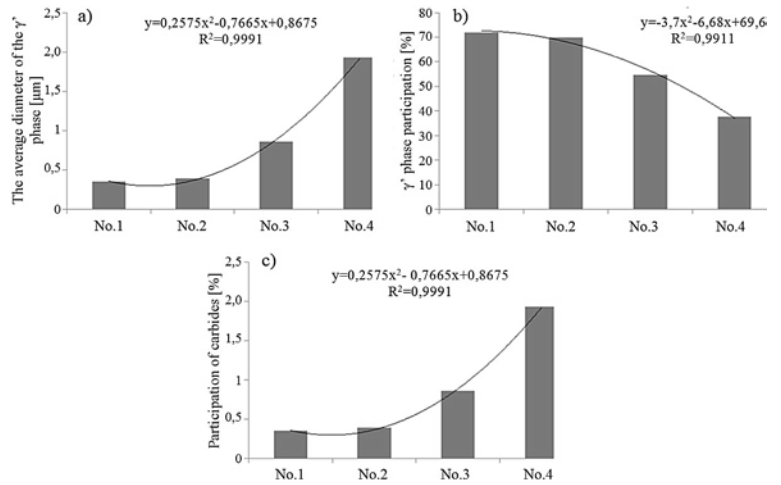 a)
y=0,2575x²-0,7665x+0,8675
R²=0,9991
The average diameter of the γ'
phase [µm]
2,5
2
1,5
1
0,5
0
No.1 No.2 No.3 No.4
b)
y=-3,7x²-6,68x+69,6
R²=0,9911
γ' phase participation [%]
80
70
60
50
40
30
20
10
0
No.1 No.2 No.3 No.4
c)
y=0,2575x²- 0,7665x+0,8675
R²=0,9991
Participation of carbides [%]
2,5
2,0
1,5
1
0,5
0
No.1 No.2 No.3 No.4